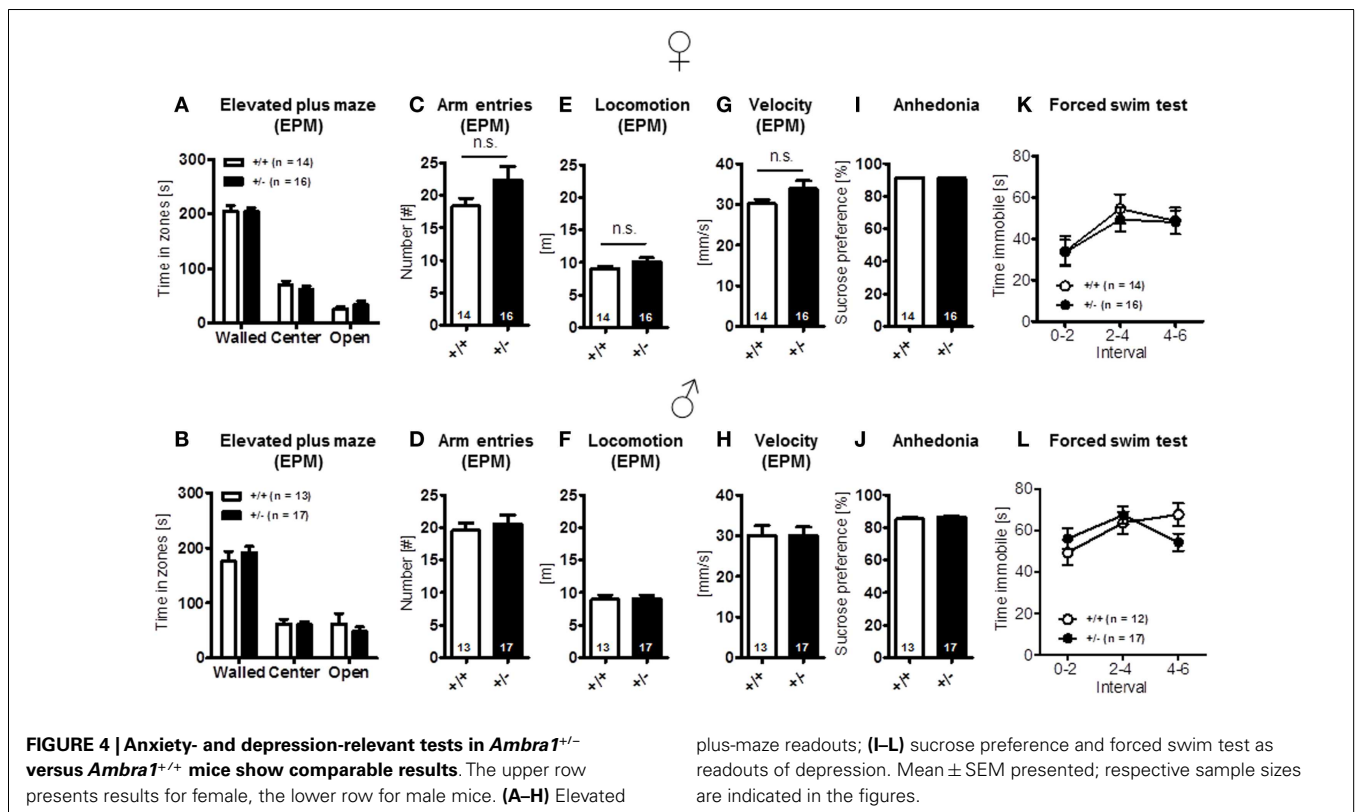 ♀
A Elevated plus maze (EPM)
Time in zones [s]
300
200
100
0
+/+ (n = 14)
+/- (n = 16)
Walled Center Open
C Arm entries (EPM)
n.s.
Number [#]
25
20
15
10
5
0
14 16
+/+ +/-
E Locomotion (EPM)
[m]
25
20
15
10
5
0
n.s.
14 16
+/+ +/-
G Velocity (EPM)
[mm/s]
40
30
20
10
0
n.s.
14 16
+/+ +/-
I Anhedonia
Sucrose preference [%]
100
80
60
40
20
0
14 16
+/+ +/-
K Forced swim test
Time immobile [s]
80
60
40
20
0
+/+ (n = 14)
+/- (n = 16)
0-2 2-4 4-6
Interval
♂
B Elevated plus maze (EPM)
Time in zones [s]
300
200
100
0
+/+ (n = 13)
+/- (n = 17)
Walled Center Open
D Arm entries (EPM)
Number [#]
25
20
15
10
5
0
13 17
+/+ +/-
F Locomotion (EPM)
[m]
25
20
15
10
5
0
13 17
+/+ +/-
H Velocity (EPM)
[mm/s]
40
30
20
10
0
13 17
+/+ +/-
J Anhedonia
Sucrose preference [%]
100
80
60
40
20
0
13 17
+/+ +/-
L Forced swim test
Time immobile [s]
80
60
40
20
0
+/+ (n = 12)
+/- (n = 17)
0-2 2-4 4-6
Interval
FIGURE 4 | Anxiety- and depression-relevant tests in Ambra1+/−
versus Ambra1+/+ mice show comparable results. The upper row
presents results for female, the lower row for male mice. (A–H) Elevated
plus-maze readouts; (I–L) sucrose preference and forced swim test as
readouts of depression. Mean ± SEM presented; respective sample sizes
are indicated in the figures.